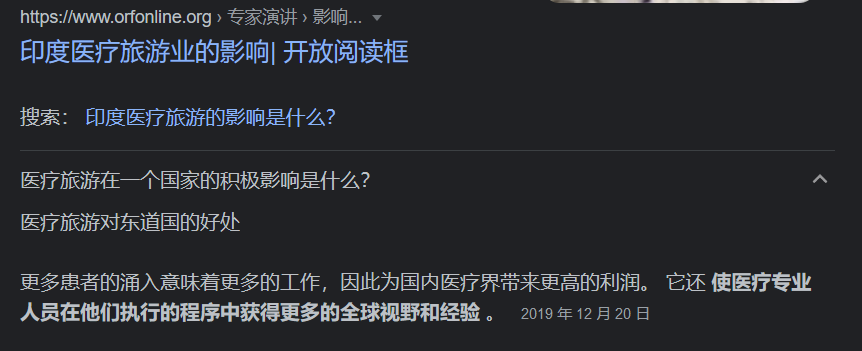 https://www.orfonline.org › 专家演讲 › 影响...
印度医疗旅游业的影响| 开放阅读框
搜索： 印度医疗旅游的影响是什么？
医疗旅游在一个国家的积极影响是什么？
医疗旅游对东道国的好处
更多患者的涌入意味着更多的工作，因此为国内医疗界带来更高的利润。 它还 使医疗专业
人员在他们执行的程序中获得更多的全球视野和经验 。 2019 年 12 月 20 日